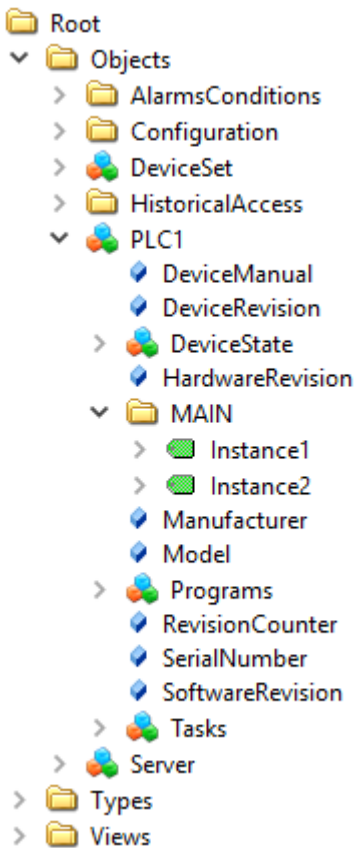 Root
Objects
AlarmsConditions
Configuration
DeviceSet
HistoricalAccess
PLC1
DeviceManual
DeviceRevision
DeviceState
HardwareRevision
MAIN
Instance1
Instance2
Manufacturer
Model
Programs
RevisionCounter
SerialNumber
SoftwareRevision
Tasks
Server
Types
Views